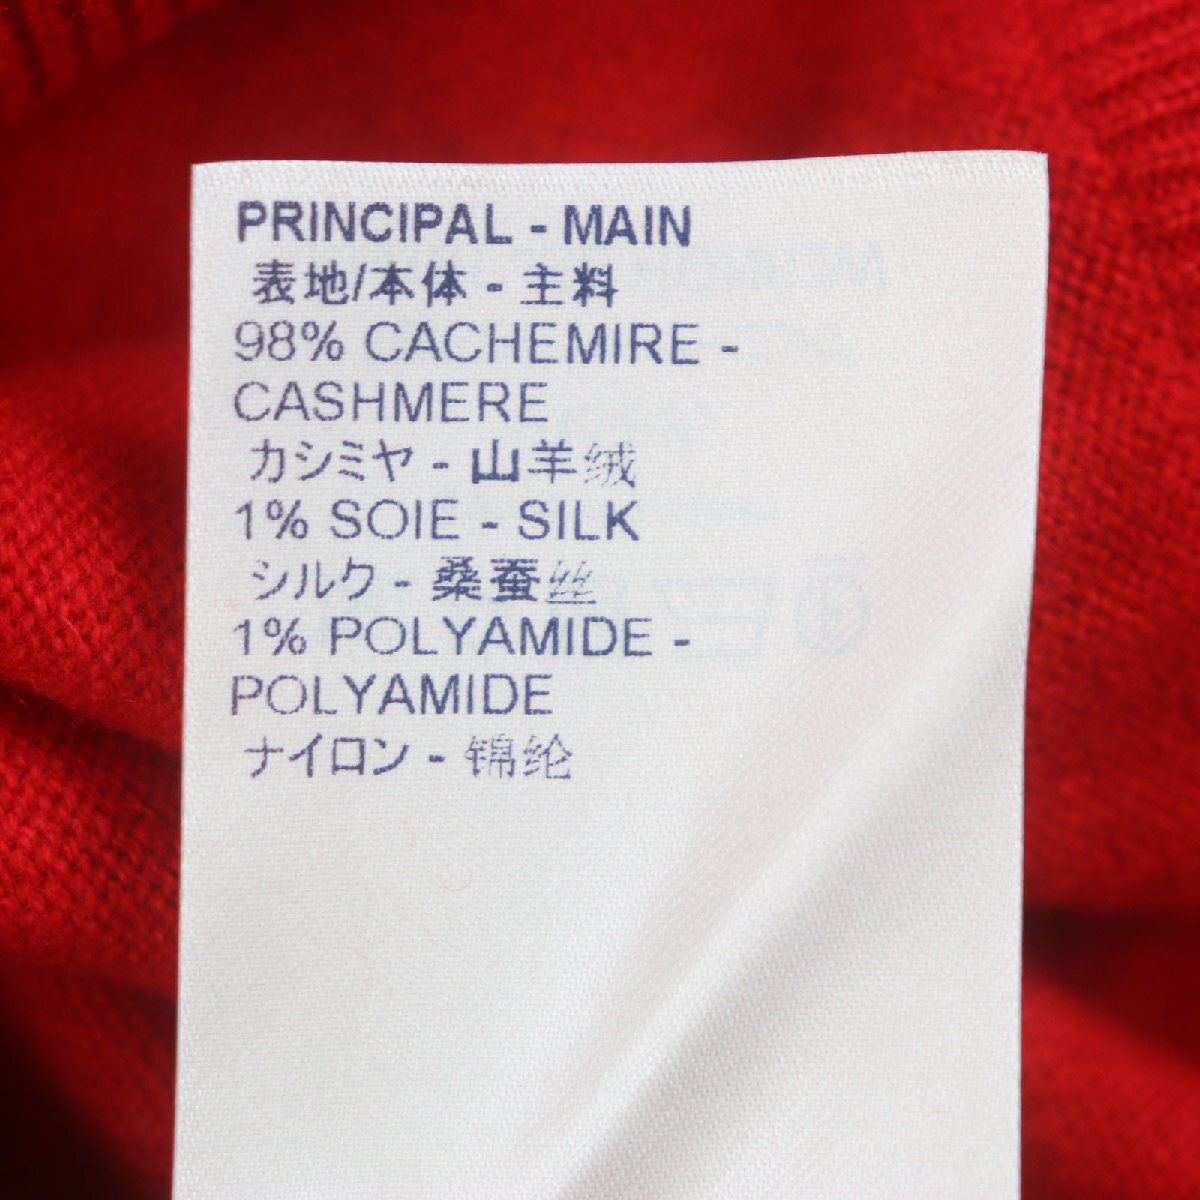 PRINCIPAL - MAIN
表地/本体 - 主料
98% CACHEMIRE -
CASHMERE
カシミヤ - 山羊绒
1% SOIE - SILK
シルク - 桑蚕丝
1% POLYAMIDE -
POLYAMIDE
ナイロン - 锦纶